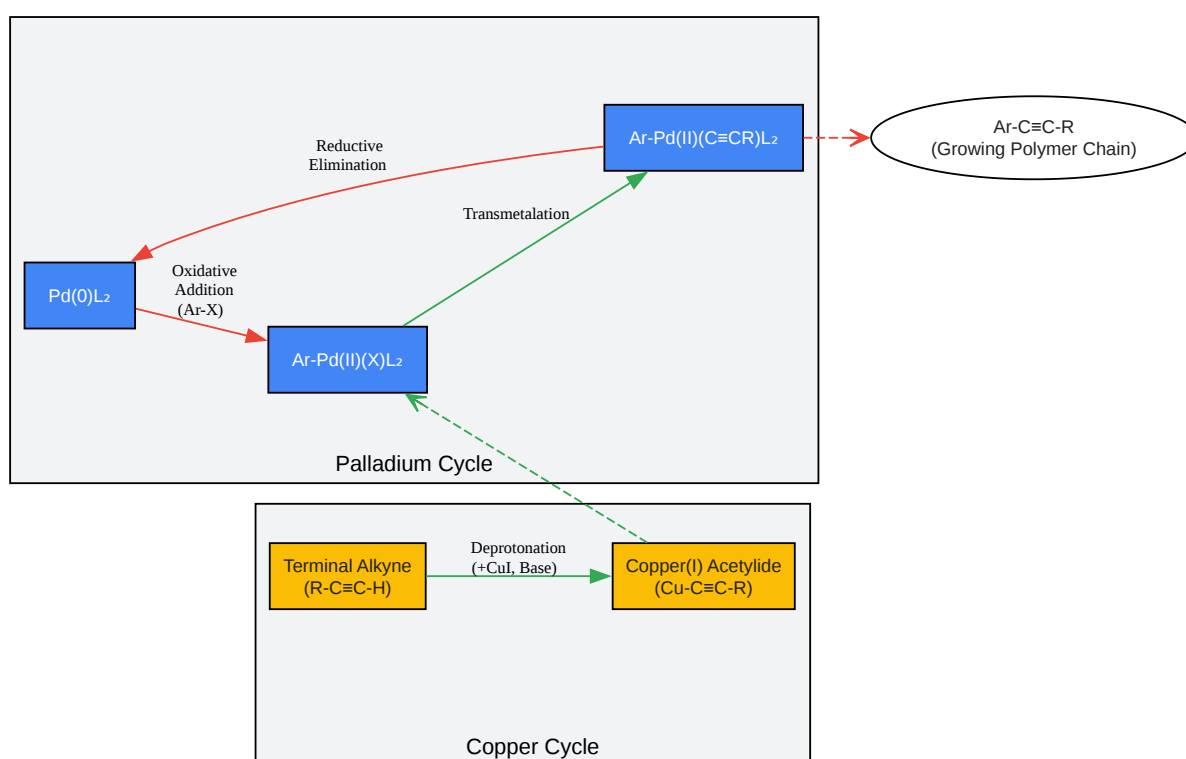 Ar-Pd(II)(C≡CR)L₂
Ar-C≡C-R
(Growing Polymer Chain)
Reductive
Elimination
Transmetalation
Pd(0)L₂
Oxidative
Addition
(Ar-X)
Ar-Pd(II)(X)L₂
Palladium Cycle
Terminal Alkyne
(R-C≡C-H)
Deprotonation
(+CuI, Base)
Copper(I) Acetylide
(Cu-C≡C-R)
Copper Cycle